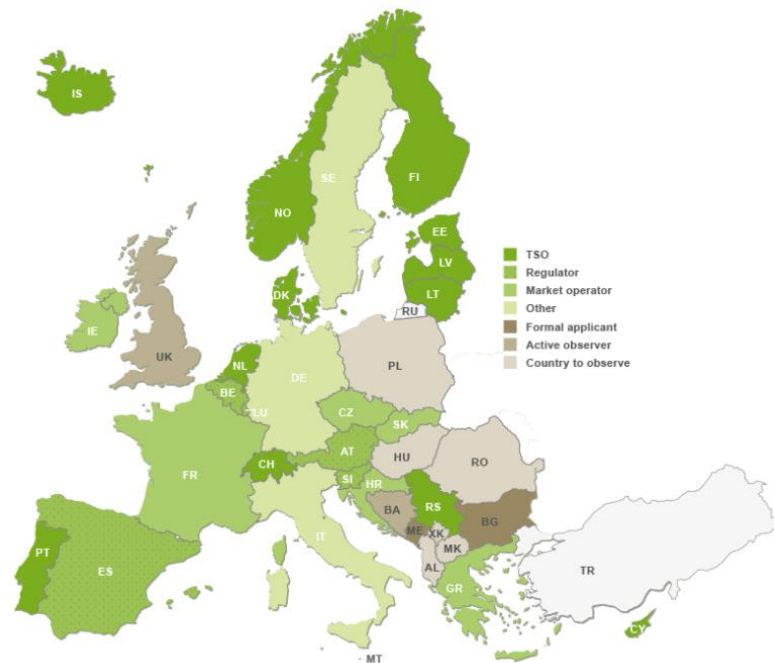 IS
SE
FI
NO
EE
LV
LT
DK
RU
TSO
Regulator
Market operator
Other
Formal applicant
Active observer
Country to observe
IE
UK
NL
BE
LU
DE
PL
CZ
SK
FR
CH
AT
HU
RO
SI
HR
BA
RS
ME
XK
BG
MK
AL
IT
PT
ES
GR
TR
CY
MT